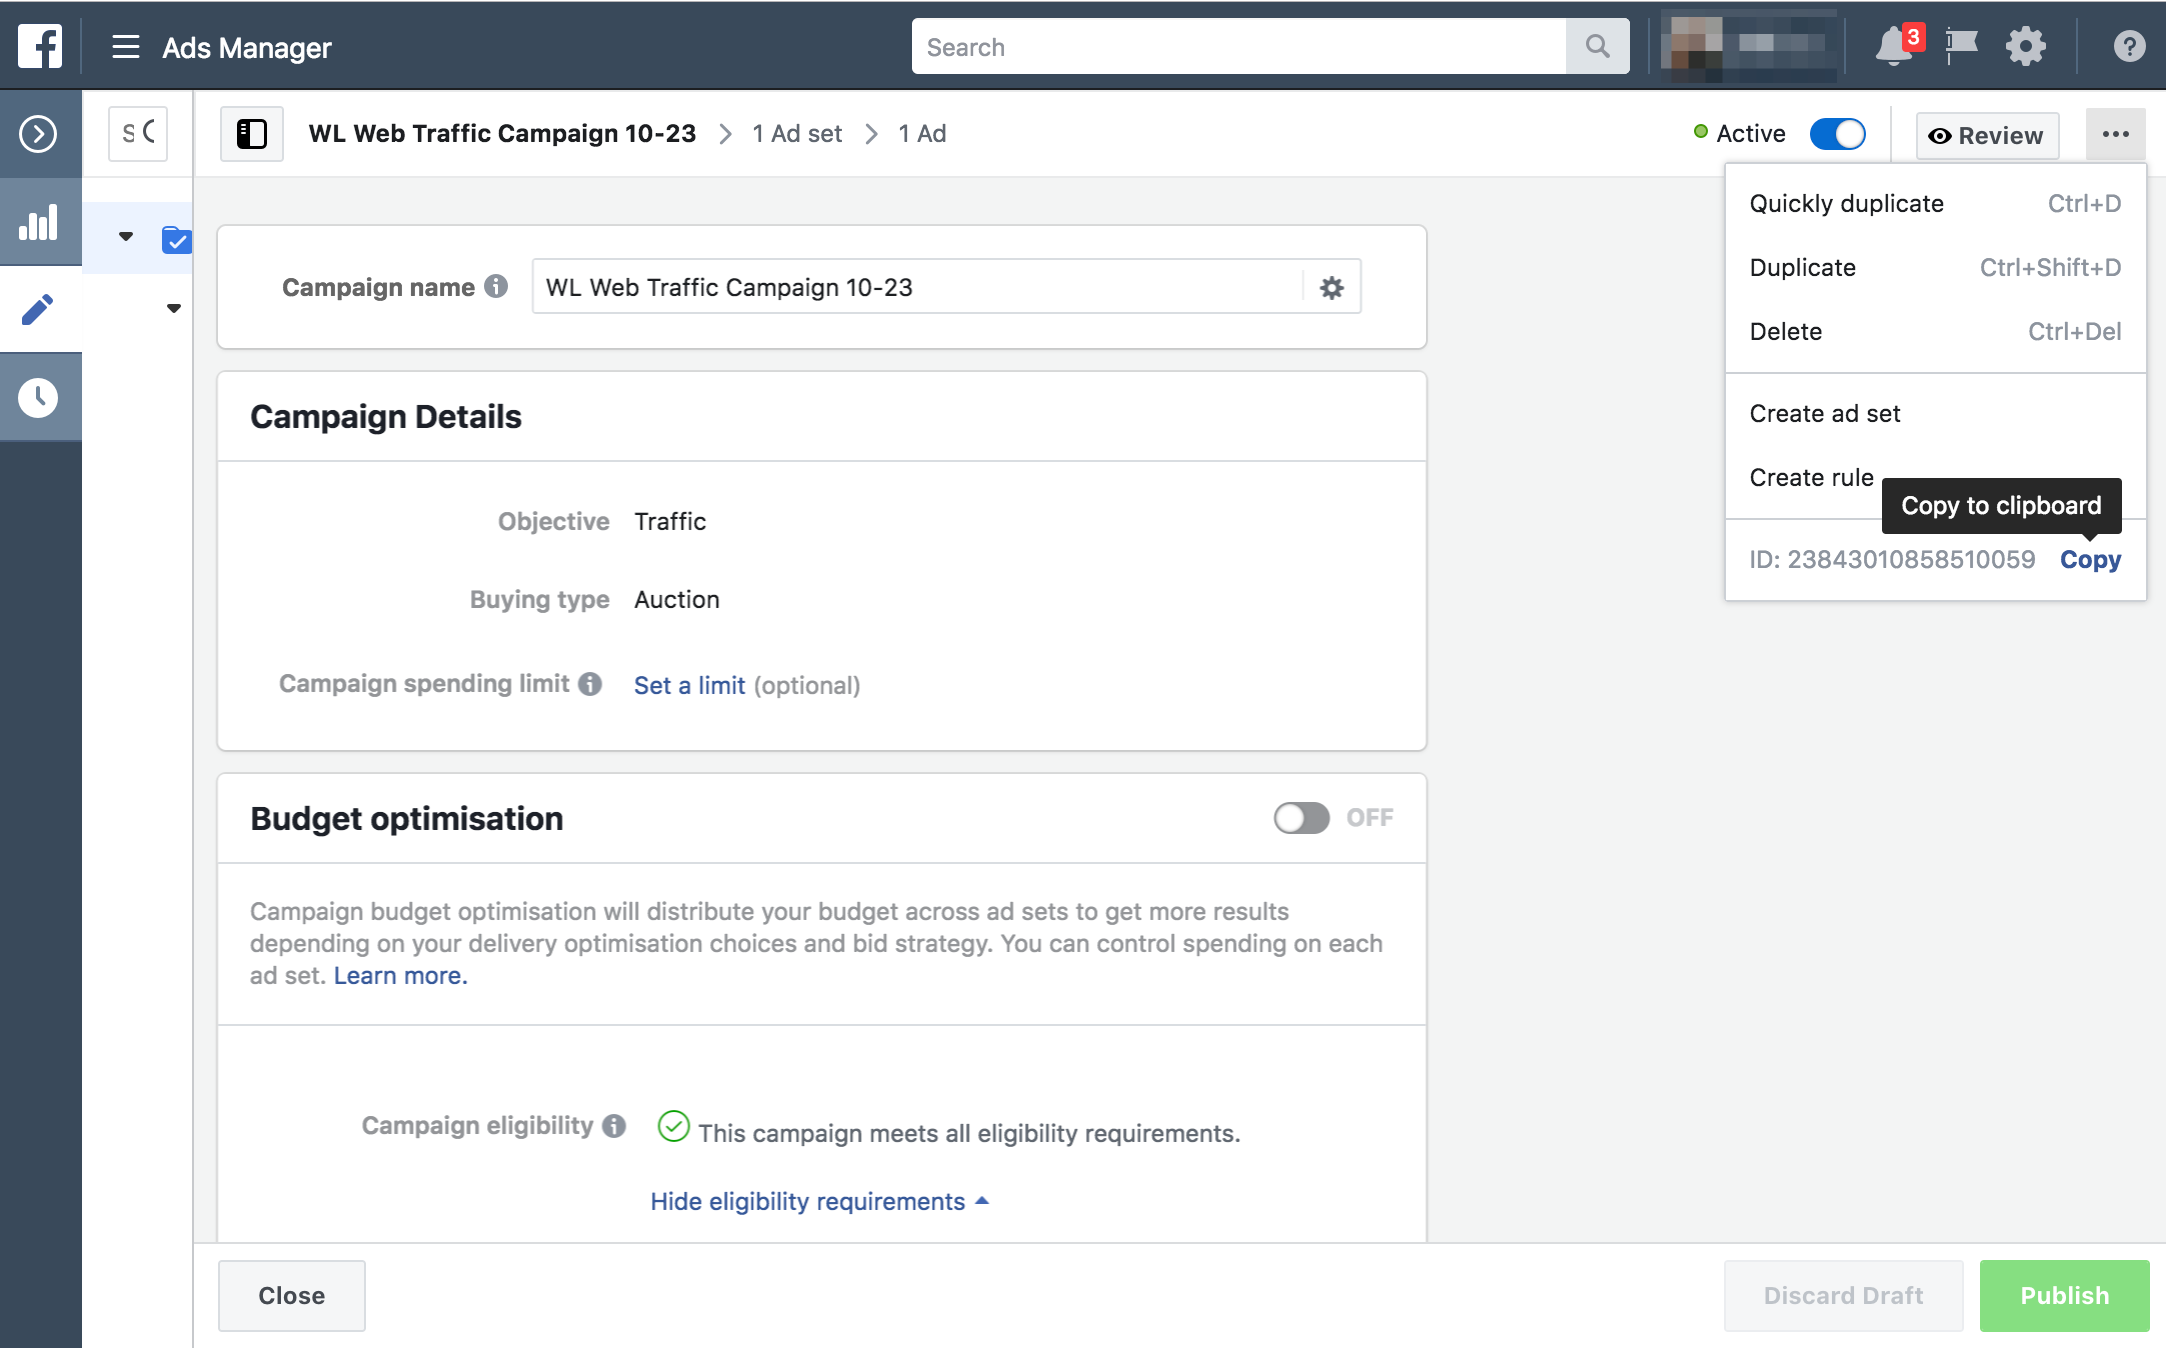 Ads Manager
Search
3
WL Web Traffic Campaign 10-23
1 Ad set
1 Ad
Active
Review
Quickly duplicate Ctrl+D
Duplicate Ctrl+Shift+D
Delete Ctrl+Del
Create ad set
Create rule
Copy to clipboard
ID: 23843010858510059 Copy
Campaign name
WL Web Traffic Campaign 10-23
Campaign Details
Objective Traffic
Buying type Auction
Campaign spending limit Set a limit (optional)
Budget optimisation
OFF
Campaign budget optimisation will distribute your budget across ad sets to get more results
depending on your delivery optimisation choices and bid strategy. You can control spending on each
ad set. Learn more.
Campaign eligibility
This campaign meets all eligibility requirements.
Hide eligibility requirements
Close
Discard Draft
Publish